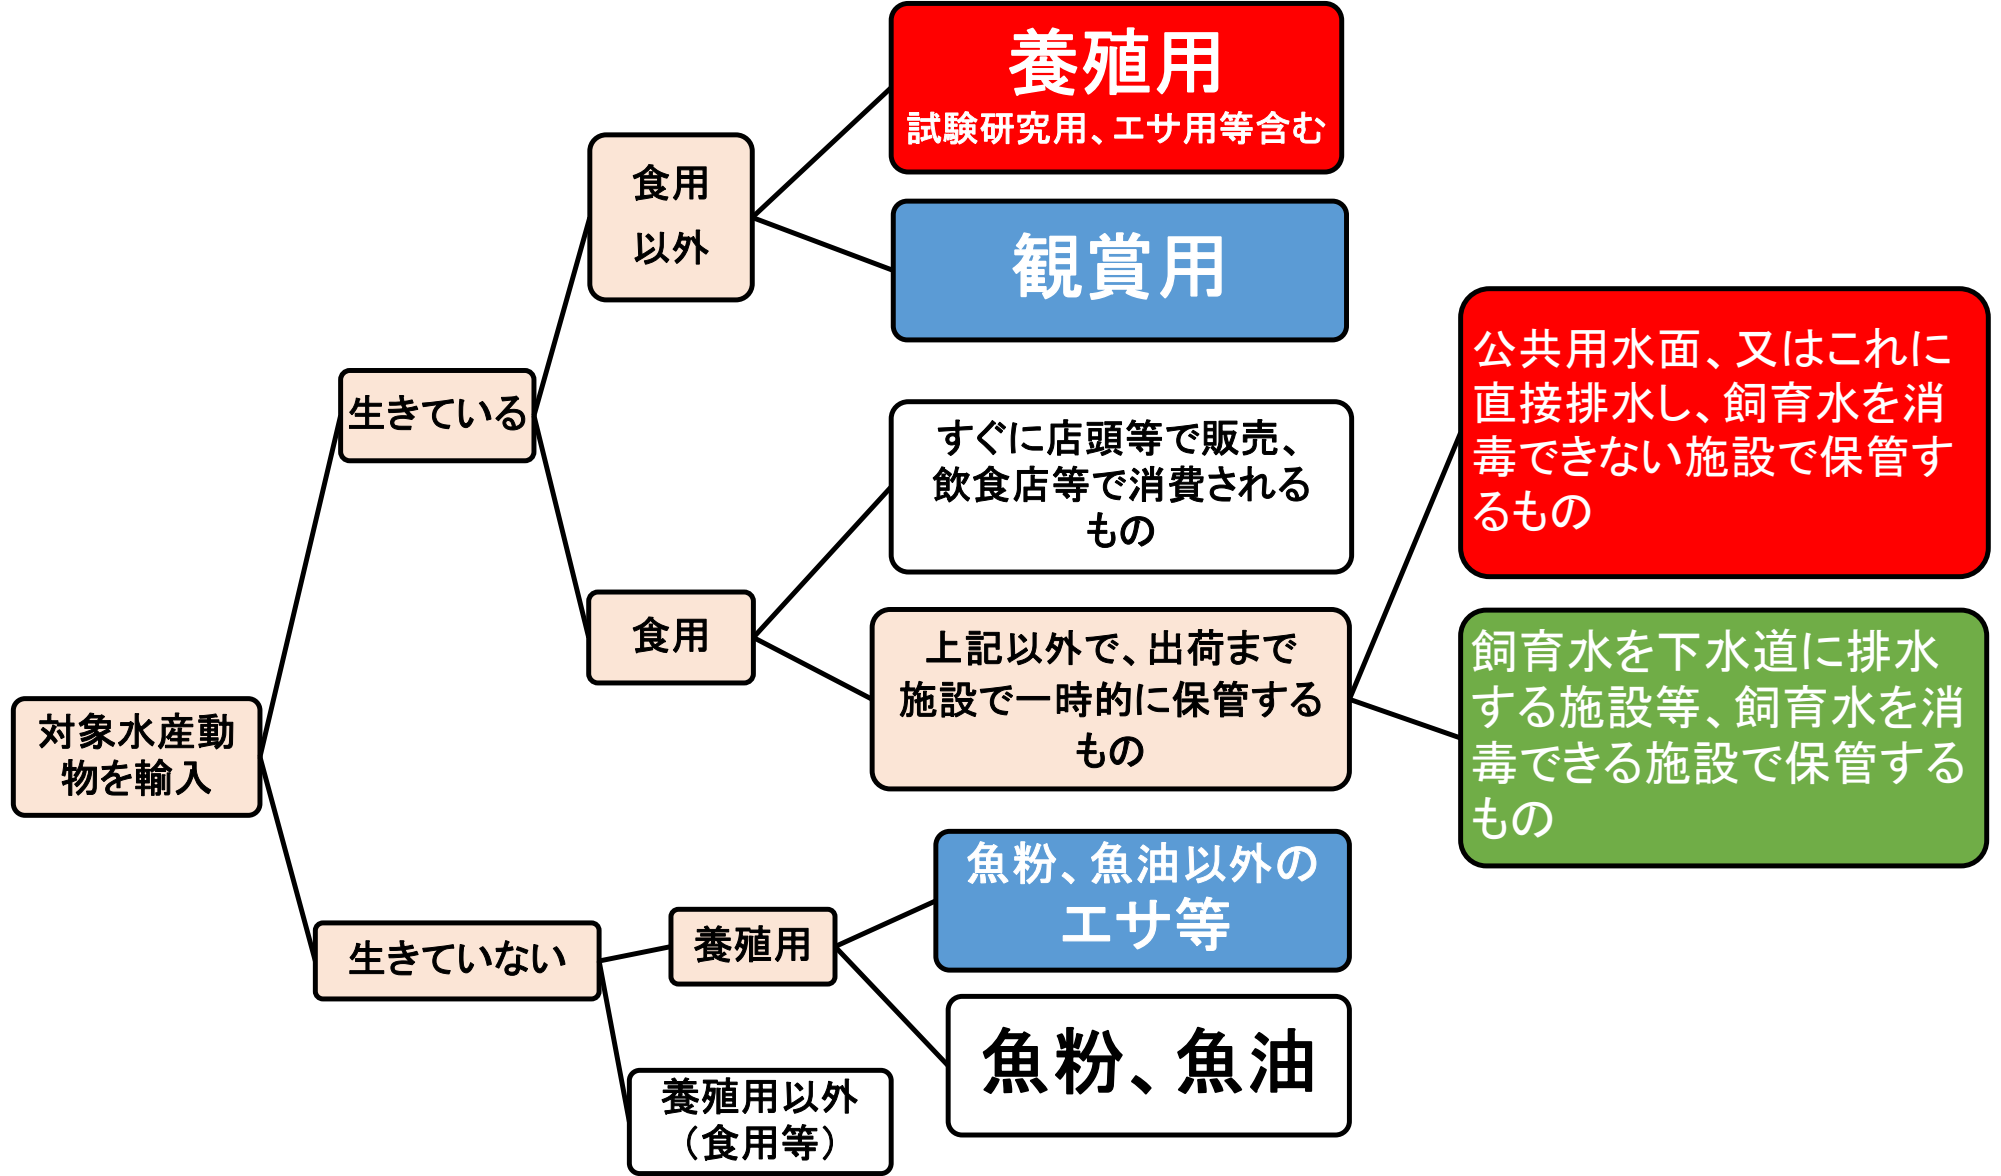 養殖用
試験研究用、エサ用等含む
食用
以外
観賞用
生きている
公共用水面、又はこれに
直接排水し、飼育水を消
毒できない施設で保管す
るもの
すぐに店頭等で販売、
飲食店等で消費される
もの
食用
上記以外で、出荷まで
施設で一時的に保管する
もの
飼育水を下水道に排水
する施設等、飼育水を消
毒できる施設で保管する
もの
対象水産動
物を輸入
生きていない
養殖用
魚粉、魚油以外の
エサ等
魚粉、魚油
養殖用以外
（食用等）